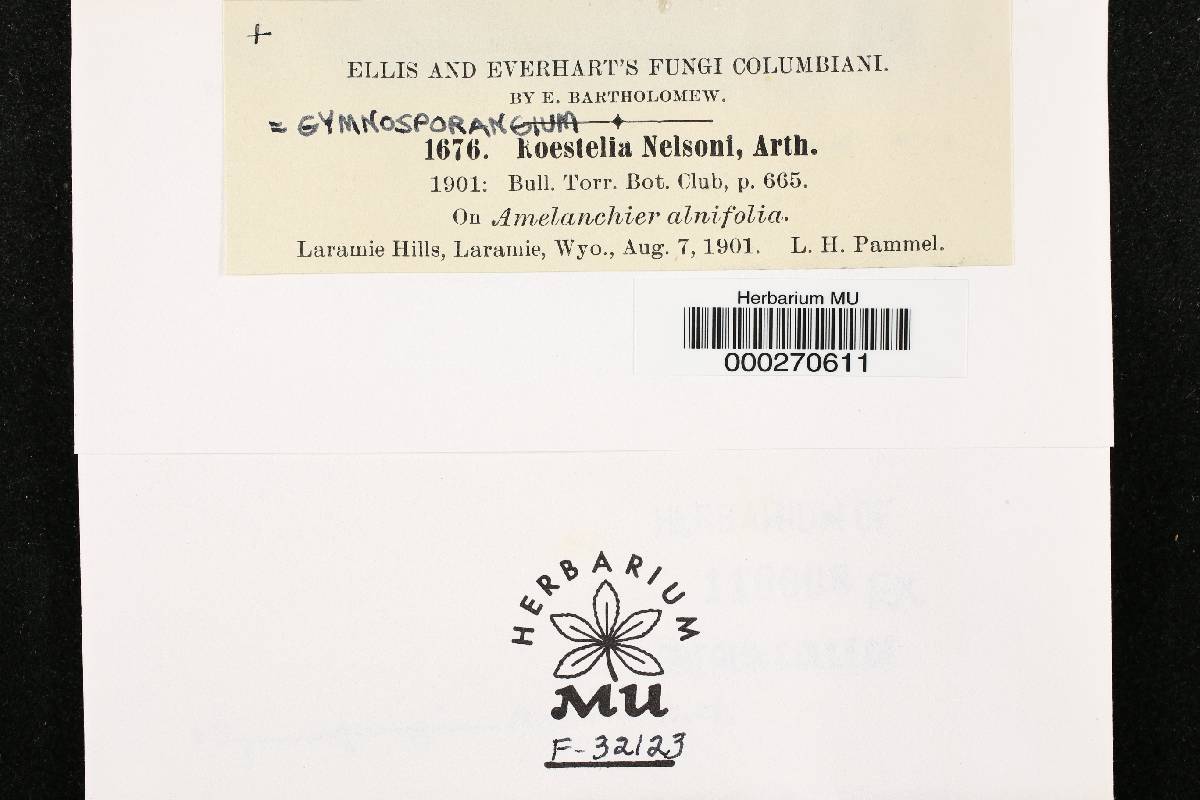 +
ELLIS AND EVERHART'S FUNGI COLUMBIANI.
BY E. BARTHOLOMEW.
= GYMNOSPORANGIUM
1676. Roestelia Nelsoni, Arth.
1901: Bull. Torr. Bot. Club, p. 665.
On Amelanchier alnifolia.
Laramie Hills, Laramie, Wyo., Aug. 7, 1901. L. H. Pammel.
Herbarium MU
000270611
HERBARIUM
MU
F-32123